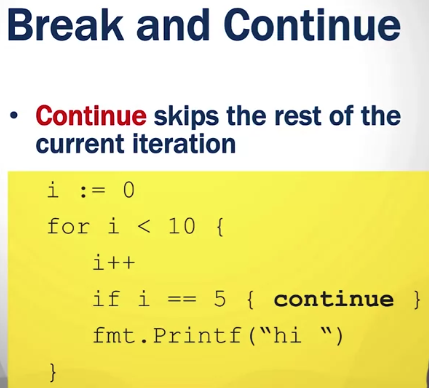 Break and Continue
• Continue skips the rest of the
current iteration
i := 0
for i < 10 {
i++
if i == 5 { continue }
fmt.Printf(“hi “)
}